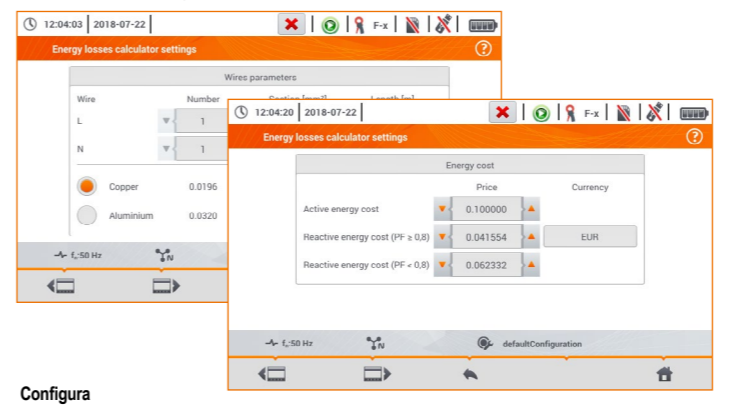 12:04:03 2018-07-22
F-x
Energy losses calculator settings
?
Wires parameters
Wire Number
L 1
N 1
Copper 0.0196
Aluminium 0.0320
fn:50 Hz
N
12:04:20 2018-07-22
F-x
Energy losses calculator settings
?
Energy cost
Price Currency
Active energy cost 0.100000
Reactive energy cost (PF ≥ 0,8) 0.041554 EUR
Reactive energy cost (PF < 0,8) 0.062332
fn:50 Hz
N
defaultConfiguration
Configura